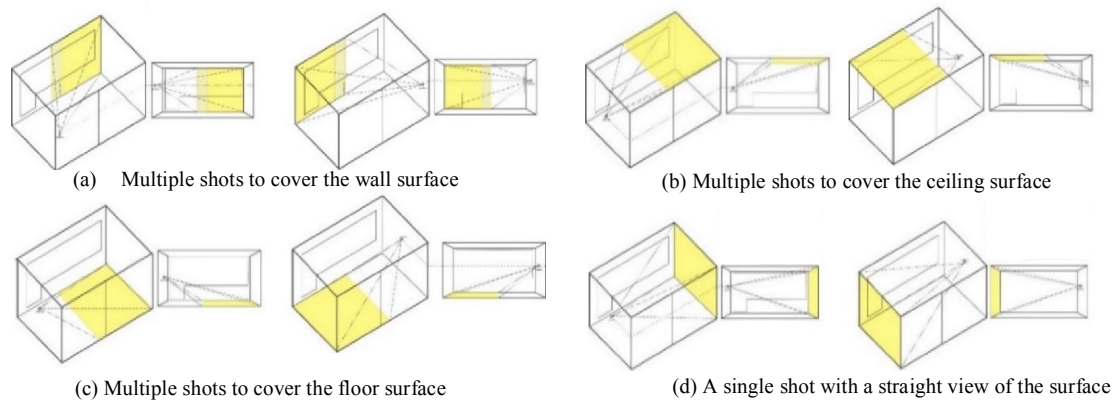 (a) Multiple shots to cover the wall surface
(b) Multiple shots to cover the ceiling surface
(c) Multiple shots to cover the floor surface
(d) A single shot with a straight view of the surface